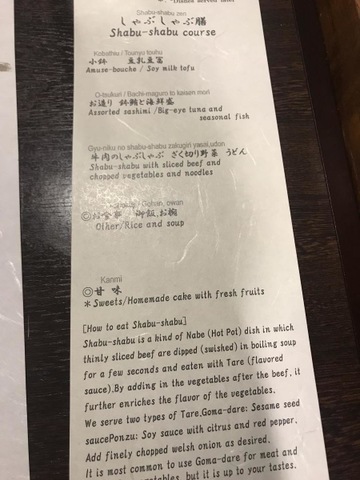 served
Shabu-shabu zen
しゃぶしゃぶ膳
Shabu-shabu course
Kobathu / Tounyu touhu
小鉢 豆乳豆富
Amuse-bouche / Soy milk tofu
O-tsukuri / Bachi-maguro to kaisen mori
お造り 鉢鮪と海鮮盛
Assorted sashimi /Big-eye tuna and
seasonal fish
Gyu-niku no shabu-shabu zakugiri yasai,udon
牛肉のしゃぶしゃぶ ざく切り野菜 うどん
Shabu-shabu with sliced beef and
chopped vegetables and noodles
/ Gohan, owan
◎お食事 御飯、お椀
Other/Rice and soup
Kanmi
◎甘味
*Sweets/Homemade cake with fresh fruits
[How to eat Shabu-shabu]
Shabu-shabu is a kind of Nabe (Hot Pot) dish in which
thinly sliced beef are dipped (swished) in boiling soup
for a few seconds and eaten with Tare (flavored
sauce).By adding in the vegetables after the beef, it
further enriches the flavor of the vegetables.
We serve two types of Tare.Goma-dare: Sesame seed
saucePonzu: Soy sauce with citrus and red pepper.
Add finely chopped welsh onion as desired.
It is most common to use Goma-dare for meat and
vegetables, but it is up to your tastes.